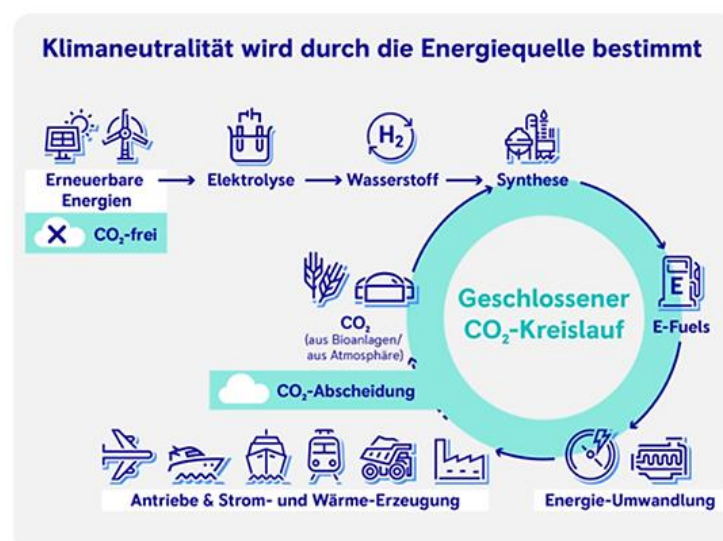 Klimaneutralität wird durch die Energiequelle bestimmt
H₂
Erneuerbare
Energien
Elektrolyse
Wasserstoff
Synthese
CO₂-frei
E
E-Fuels
Geschlossener
CO₂-Kreislauf
CO₂
(aus Bioanlagen/
aus Atmosphäre)
CO₂-Abscheidung
Antriebe & Strom- und Wärme-Erzeugung
Energie-Umwandlung